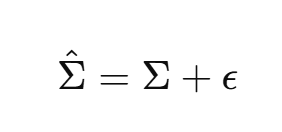 Σ̂ = Σ + ϵ